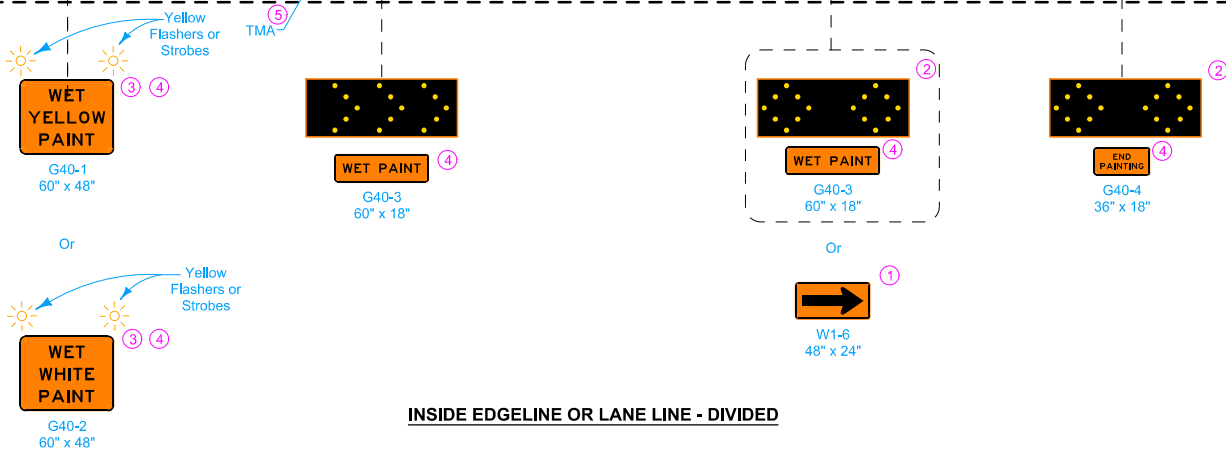 Yellow
Flashers or
Strobes
5
TMA
3 4
WET
YELLOW
PAINT
G40-1
60" x 48"
WET PAINT
4
G40-3
60" x 18"
2
WET PAINT
4
G40-3
60" x 18"
2
END
PAINTING
4
G40-4
36" x 18"
Or
Yellow
Flashers or
Strobes
3 4
WET
WHITE
PAINT
G40-2
60" x 48"
Or
1
W1-6
48" x 24"
INSIDE EDGELINE OR LANE LINE - DIVIDED